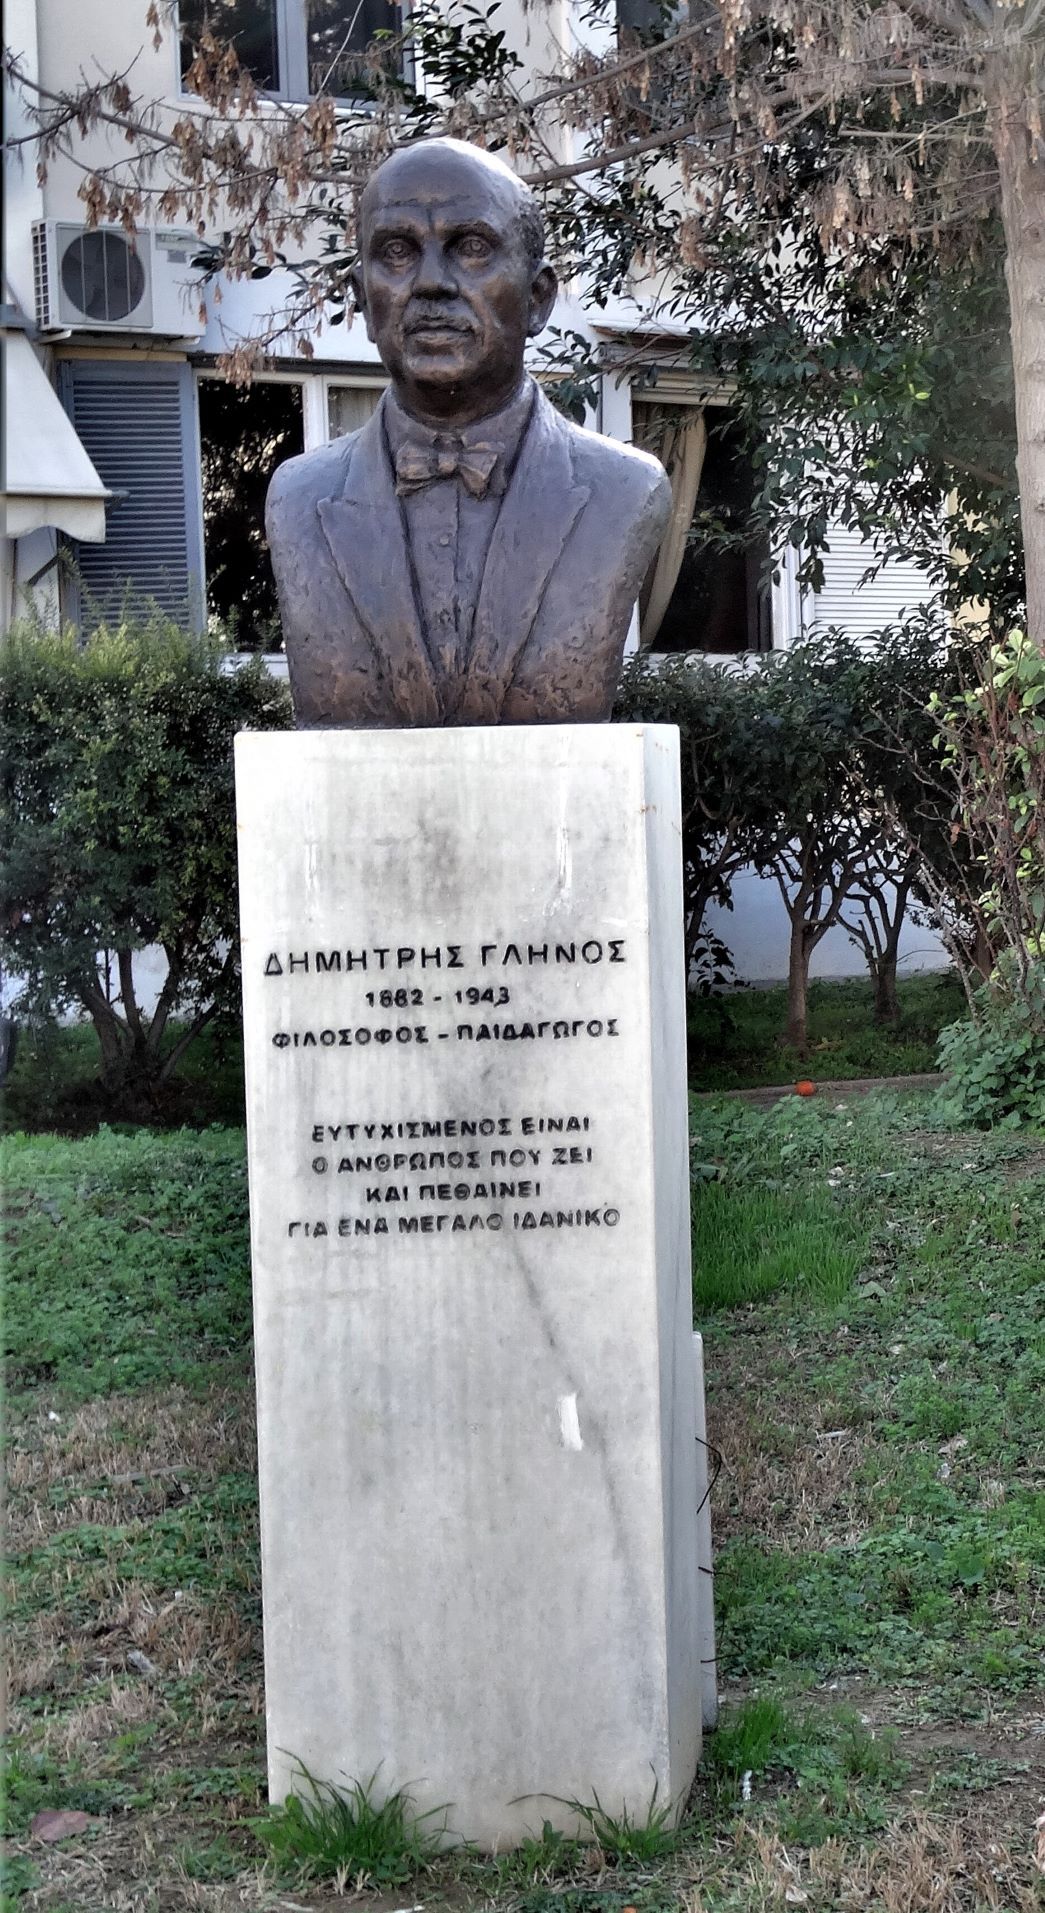 ΔΗΜΗΤΡΗΣ ΓΛΗΝΟΣ
1882 - 1943
ΦΙΛΟΣΟΦΟΣ - ΠΑΙΔΑΓΩΓΟΣ
ΕΥΤΥΧΙΣΜΕΝΟΣ ΕΙΝΑΙ
Ο ΑΝΘΡΩΠΟΣ ΠΟΥ ΖΕΙ
ΚΑΙ ΠΕΘΑΙΝΕΙ
ΓΙΑ ΕΝΑ ΜΕΓΑΛΟ ΙΔΑΝΙΚΟ